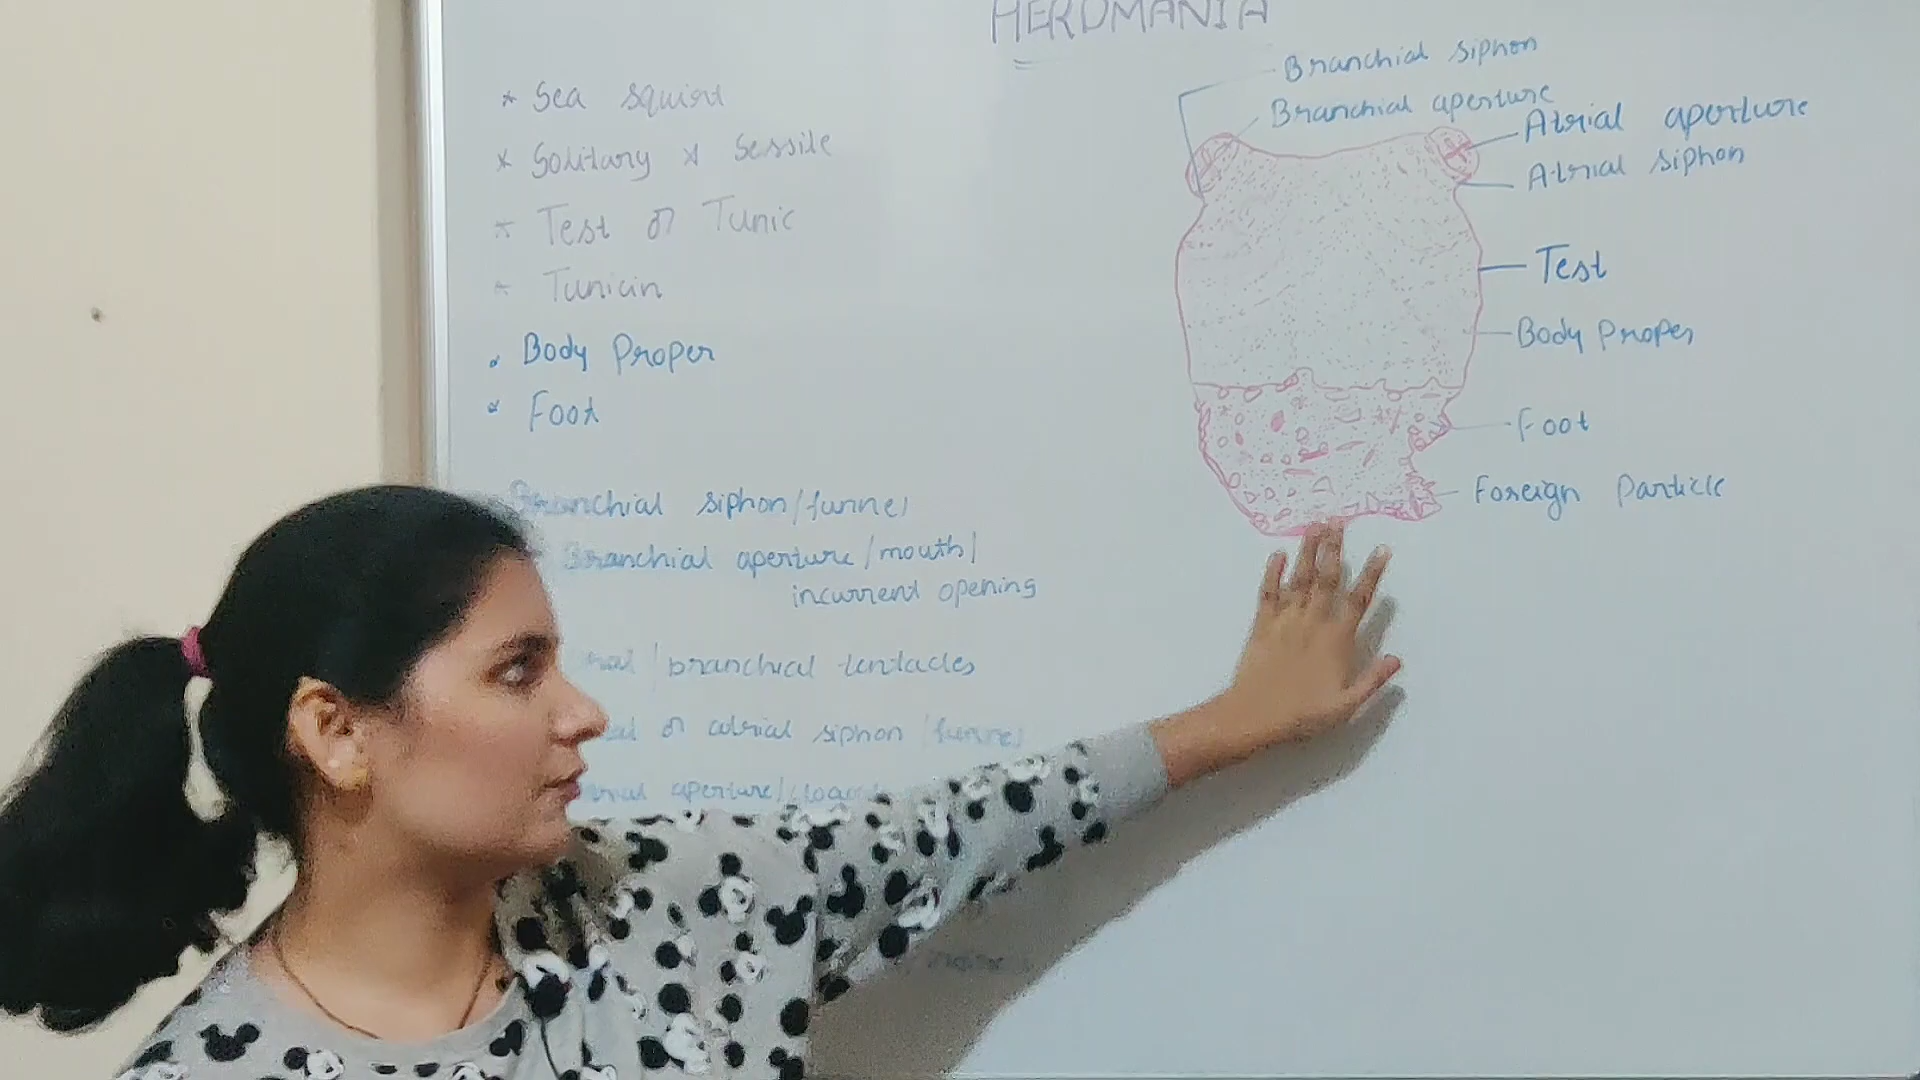 HERDMANIA
* Sea squirt
* Solitary & Sessile
* Test or Tunic
* Tunicin
Body Proper
Foot
Branchial siphon/funnel
Branchial aperture/mouth/
incurrent opening
/branchial tentacles
or atrial siphon/funnel
aperture/
Branchial siphon
Branchial aperture
Atrial aperture
Atrial siphon
Test
Body Proper
Foot
Foreign Particle